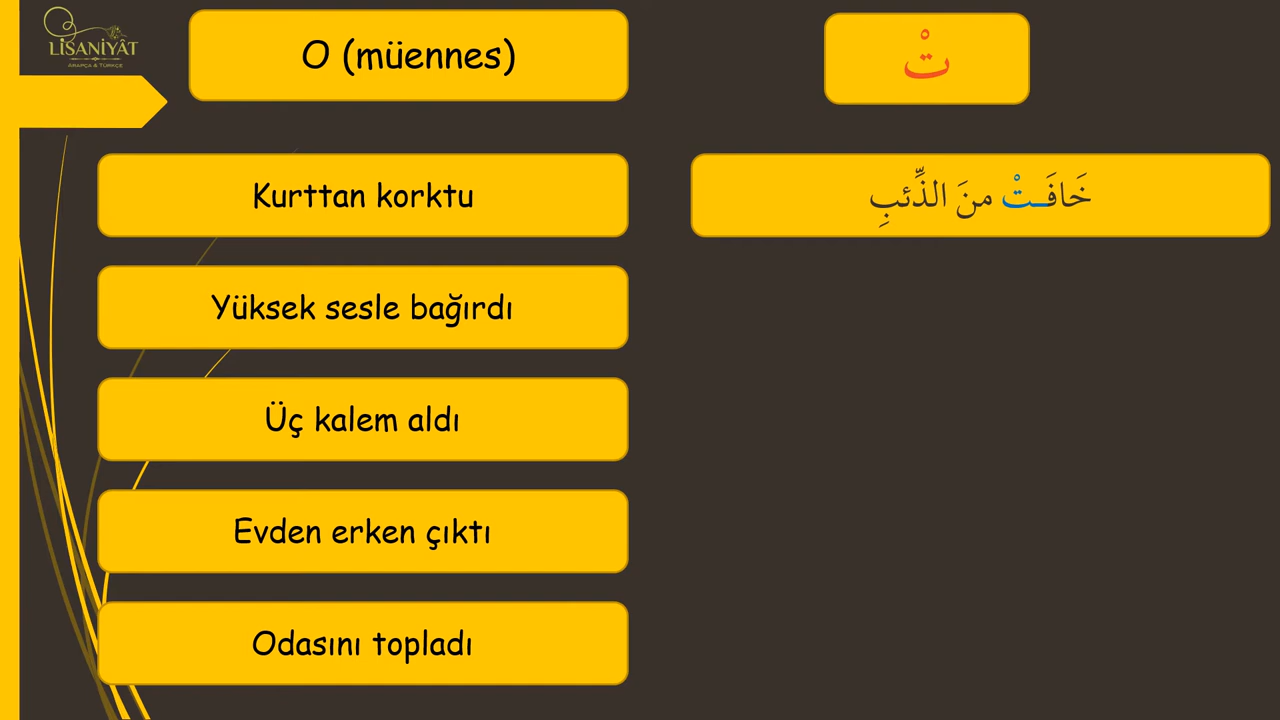 LİSANİYÂT
ARAPÇA & TÜRKÇE
O (müennes)
تْ
Kurttan korktu
خَافَـتْ منَ الذِّئبِ
Yüksek sesle bağırdı
Üç kalem aldı
Evden erken çıktı
Odasını topladı